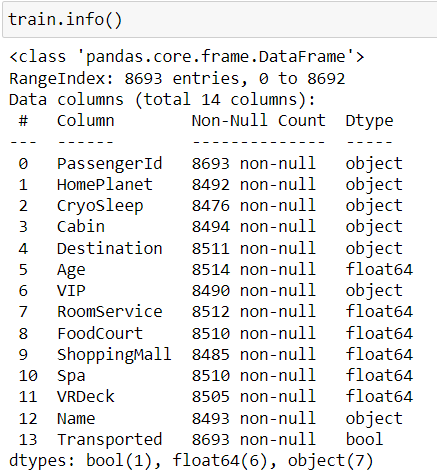 train.info()
<class 'pandas.core.frame.DataFrame'>
RangeIndex: 8693 entries, 0 to 8692
Data columns (total 14 columns):
 #   Column        Non-Null Count  Dtype
---  ------        --------------  -----
 0   PassengerId   8693 non-null   object
 1   HomePlanet    8492 non-null   object
 2   CryoSleep     8476 non-null   object
 3   Cabin         8494 non-null   object
 4   Destination   8511 non-null   object
 5   Age           8514 non-null   float64
 6   VIP           8490 non-null   object
 7   RoomService   8512 non-null   float64
 8   FoodCourt     8510 non-null   float64
 9   ShoppingMall  8485 non-null   float64
 10  Spa           8510 non-null   float64
 11  VRDeck        8505 non-null   float64
 12  Name          8493 non-null   object
 13  Transported   8693 non-null   bool
dtypes: bool(1), float64(6), object(7)